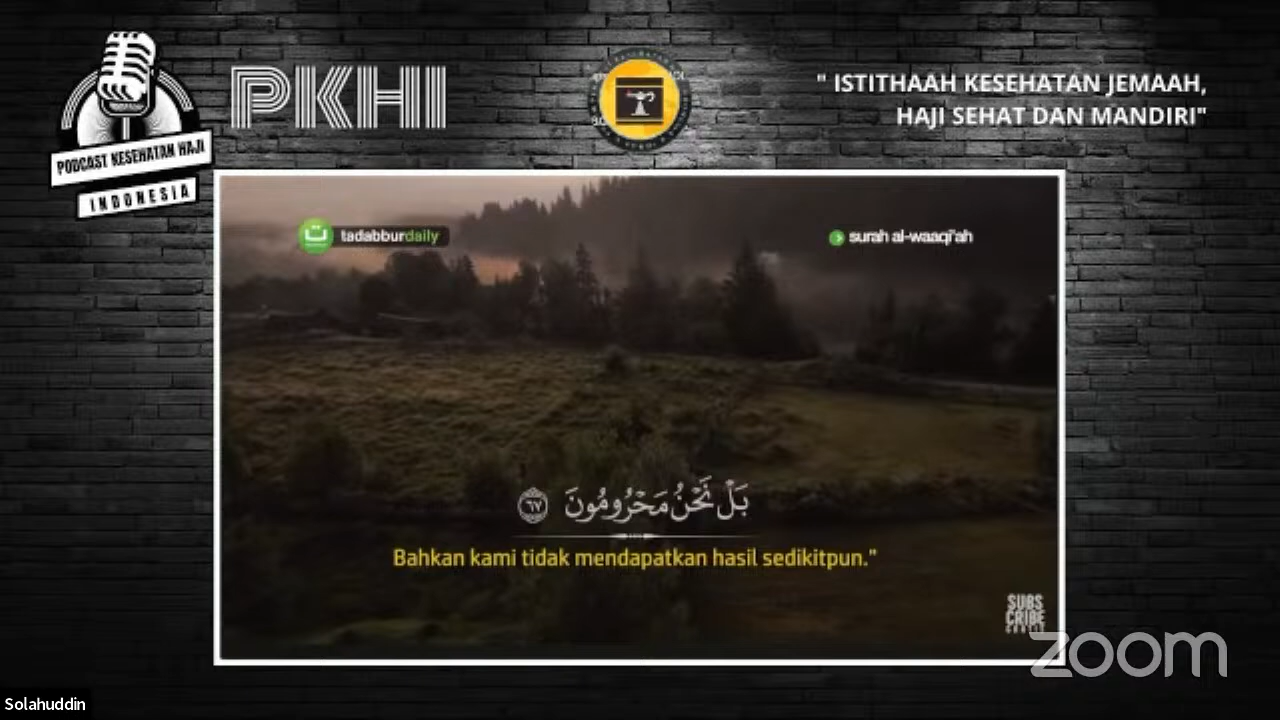 PODCAST KESEHATAN HAJI
INDONESIA
PKHI
" ISTITHAAH KESEHATAN JEMAAH,
HAJI SEHAT DAN MANDIRI"
tadabburdaily
surah al-waaqi'ah
بَلْ نَحْنُ مَحْرُومُونَ ٦٧
Bahkan kami tidak mendapatkan hasil sedikitpun."
SUBS
CRIBE
zoom
Solahuddin